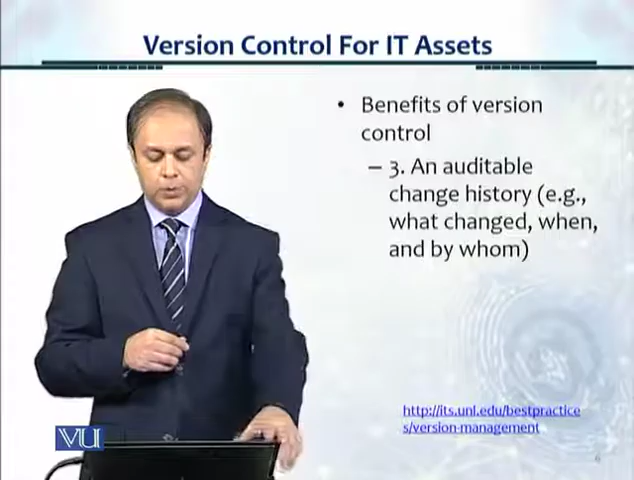 Version Control For IT Assets
• Benefits of version
control
– 3. An auditable
change history (e.g.,
what changed, when,
and by whom)
http://its.unl.edu/bestpractice
s/version-management
VU
6